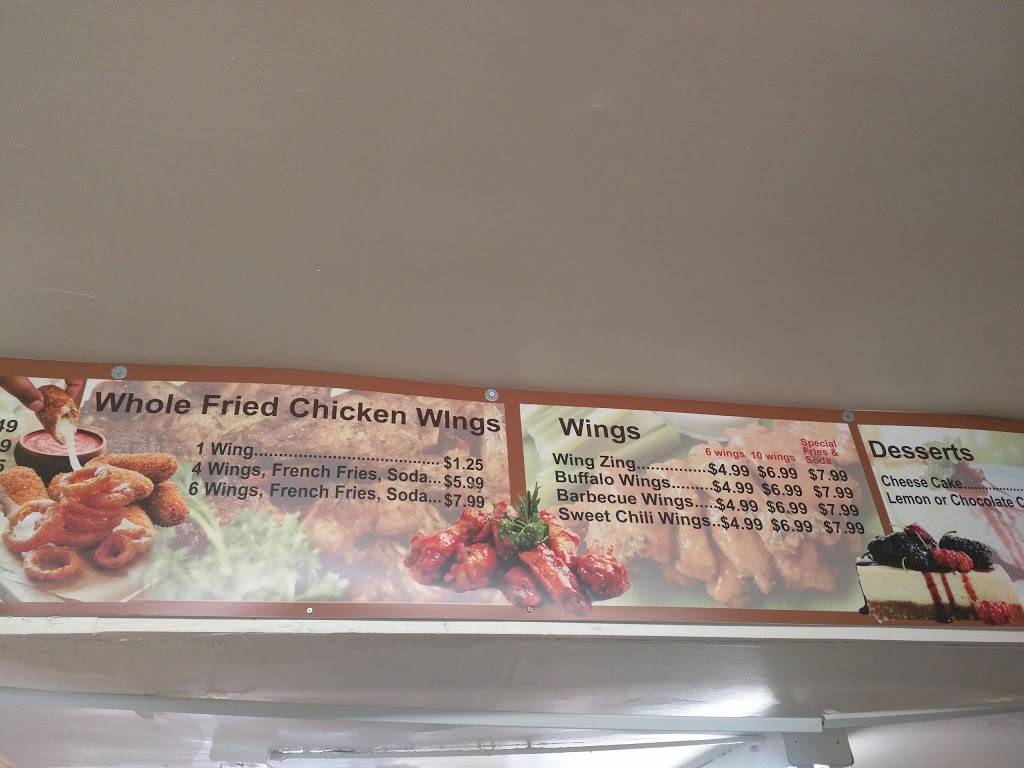 49
9
Whole Fried Chicken WIngs
1 Wing....................................$1.25
4 Wings, French Fries, Soda...$5.99
6 Wings, French Fries, Soda...$7.99
Wings
6 wings 10 wings Special Fries & Soda
Wing Zing...............$4.99 $6.99 $7.99
Buffalo Wings.........$4.99 $6.99 $7.99
Barbecue Wings.....$4.99 $6.99 $7.99
Sweet Chili Wings..$4.99 $6.99 $7.99
Desserts
Cheese Cake..............
Lemon or Chocolate C